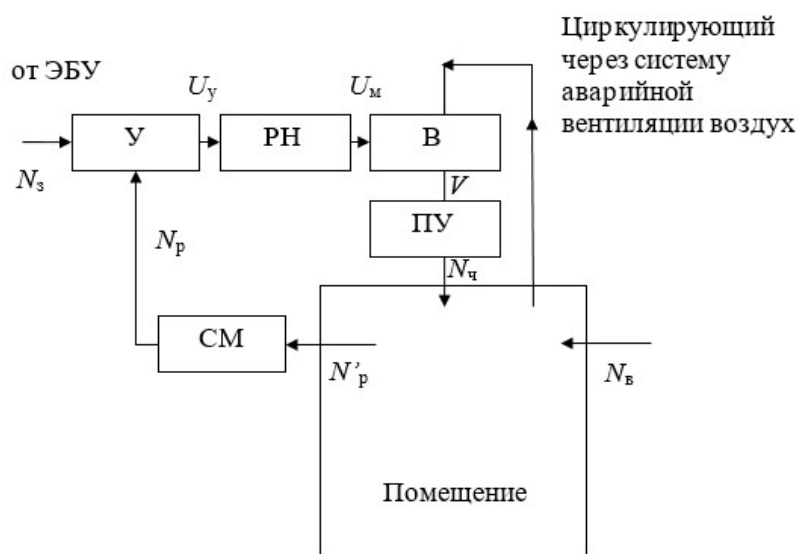 Циркулирующий
через систему
аварийной
вентиляции воздух
от ЭБУ
Uу
Uм
У
РН
В
Nз
V
ПУ
Nр
Nч
СМ
N’р
Nв
Помещение